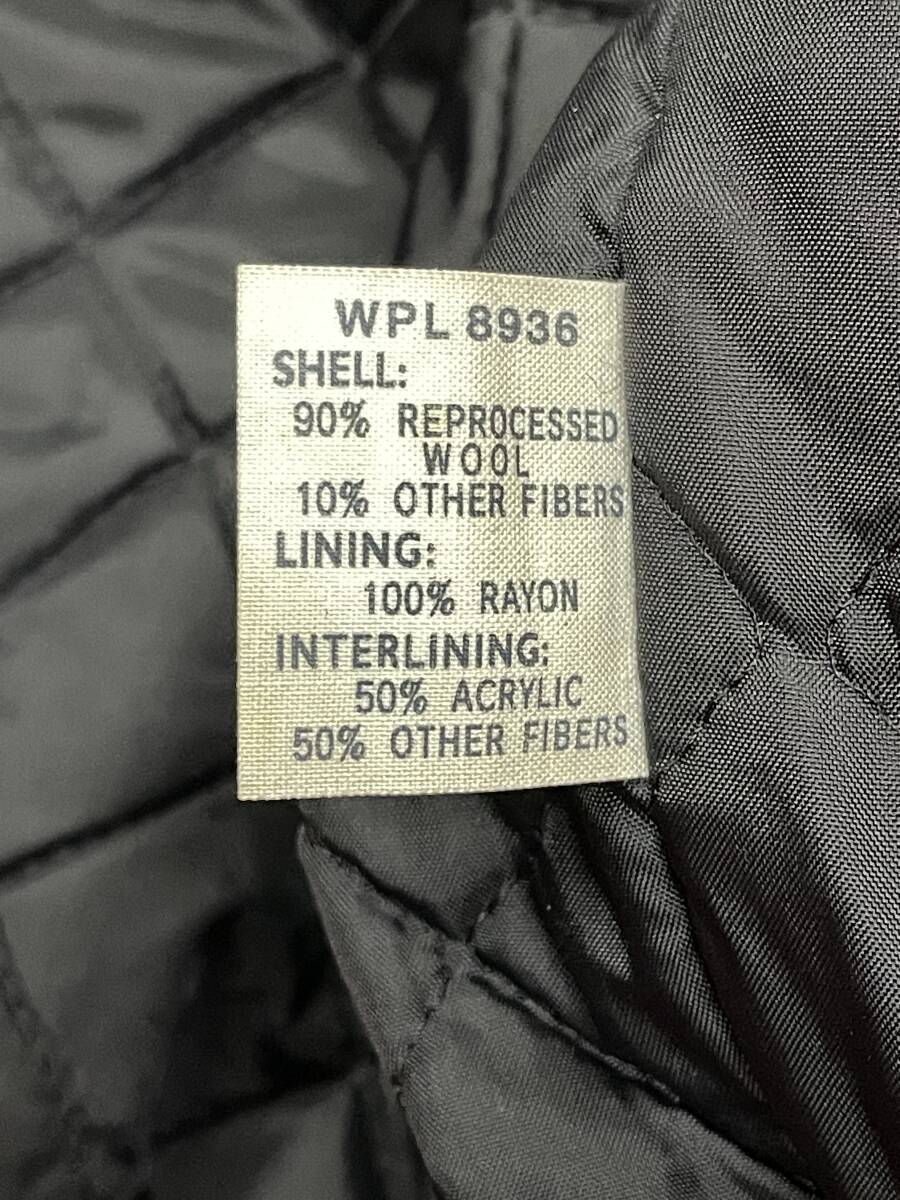 WPL 8936
SHELL:
90% REPROCESSED
WOOL
10% OTHER FIBERS
LINING:
100% RAYON
INTERLINING:
50% ACRYLIC
50% OTHER FIBERS